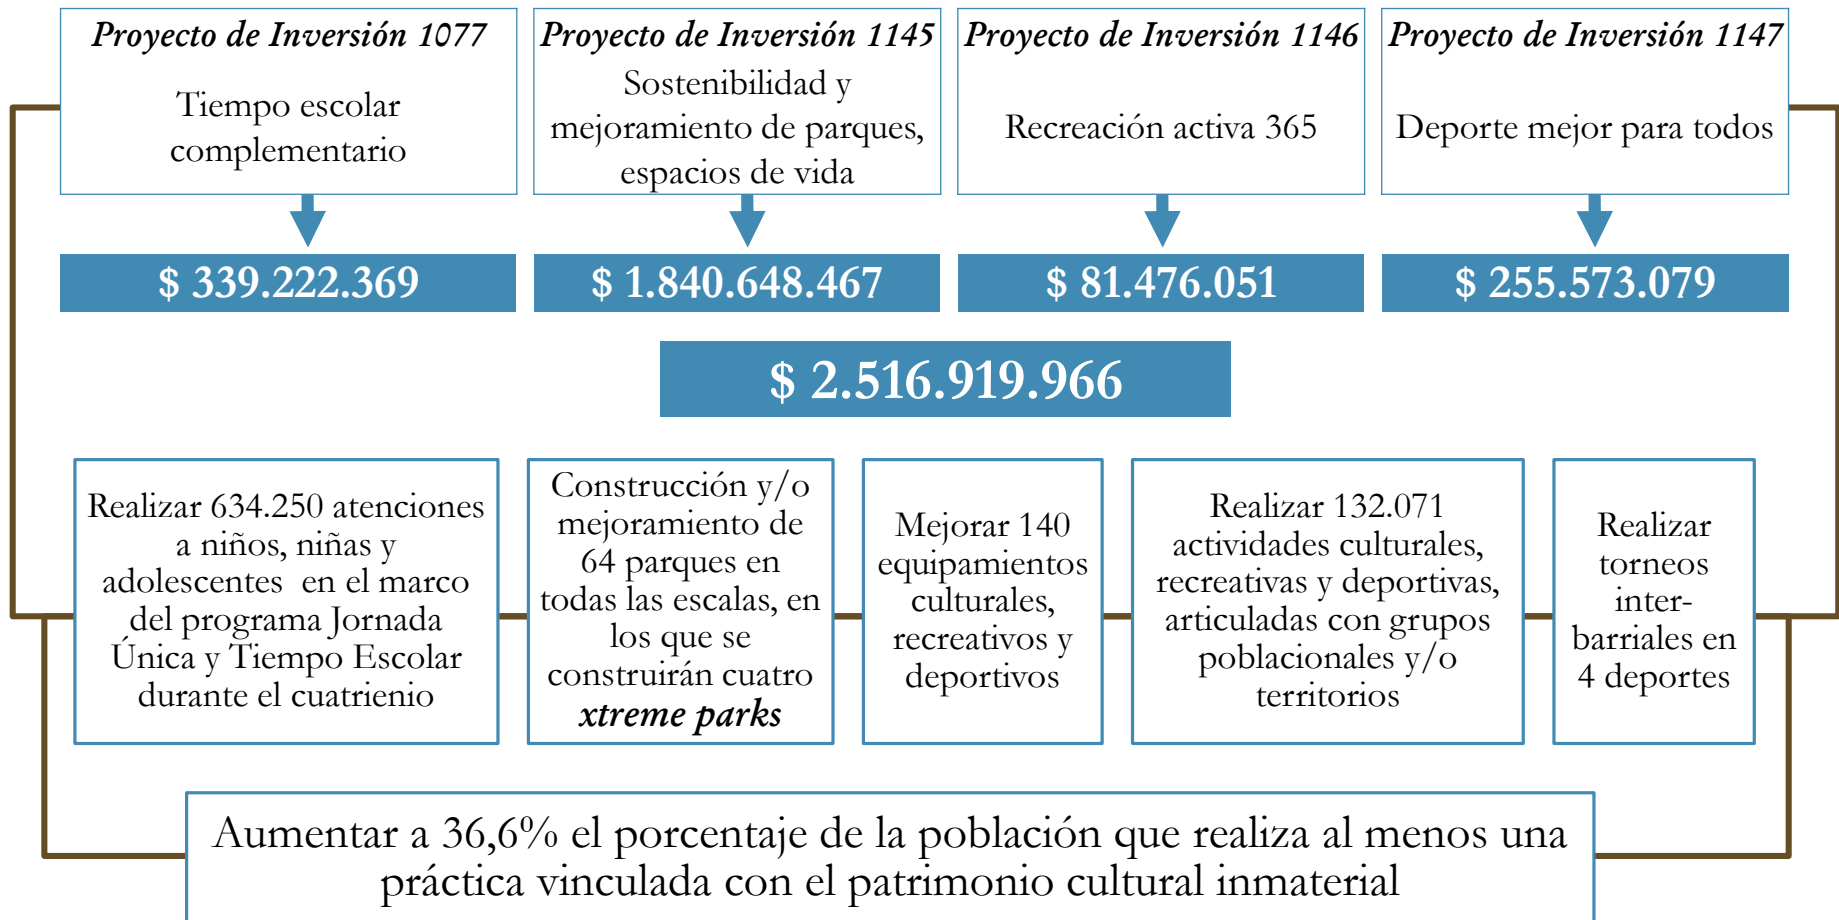 Proyecto de Inversión 1077
Tiempo escolar
complementario
Proyecto de Inversión 1145
Sostenibilidad y
mejoramiento de parques,
espacios de vida
Proyecto de Inversión 1146
Recreación activa 365
Proyecto de Inversión 1147
Deporte mejor para todos
$ 339.222.369
$ 1.840.648.467
$ 81.476.051
$ 255.573.079
$ 2.516.919.966
Realizar 634.250 atenciones
a niños, niñas y
adolescentes en el marco
del programa Jornada
Única y Tiempo Escolar
durante el cuatrienio
Construcción y/o
mejoramiento de
64 parques en
todas las escalas, en
los que se
construirán cuatro
xtreme parks
Mejorar 140
equipamientos
culturales,
recreativos y
deportivos
Realizar 132.071
actividades culturales,
recreativas y deportivas,
articuladas con grupos
poblacionales y/o
territorios
Realizar
torneos
inter-
barriales en
4 deportes
Aumentar a 36,6% el porcentaje de la población que realiza al menos una
práctica vinculada con el patrimonio cultural inmaterial